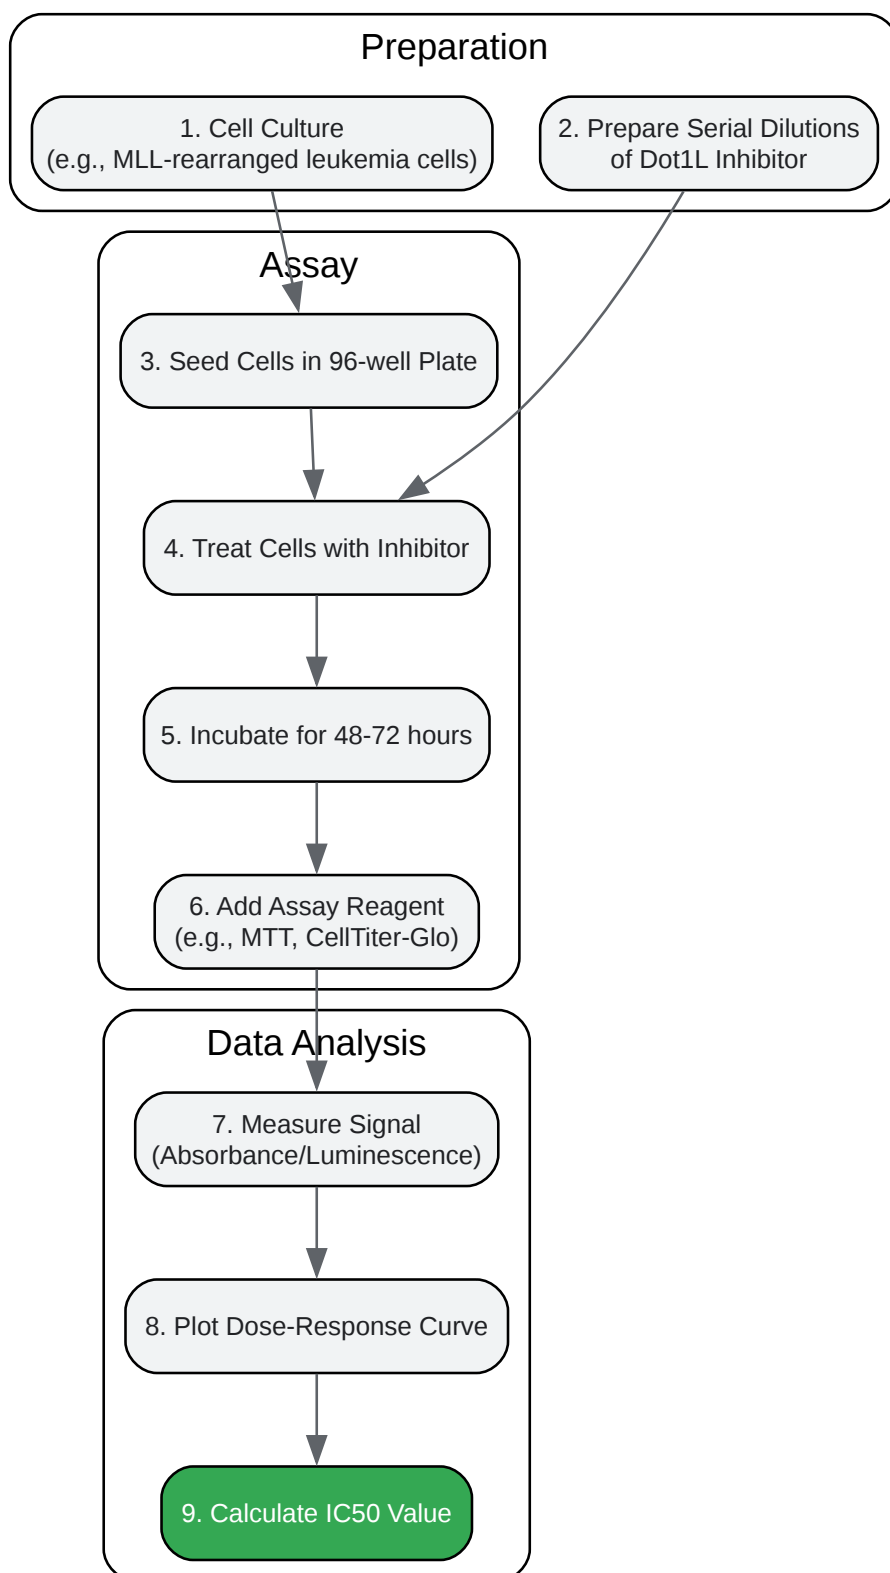 Preparation
1. Cell Culture
(e.g., MLL-rearranged leukemia cells)
2. Prepare Serial Dilutions
of Dot1L Inhibitor
Assay
3. Seed Cells in 96-well Plate
4. Treat Cells with Inhibitor
5. Incubate for 48-72 hours
6. Add Assay Reagent
(e.g., MTT, CellTiter-Glo)
Data Analysis
7. Measure Signal
(Absorbance/Luminescence)
8. Plot Dose-Response Curve
9. Calculate IC50 Value